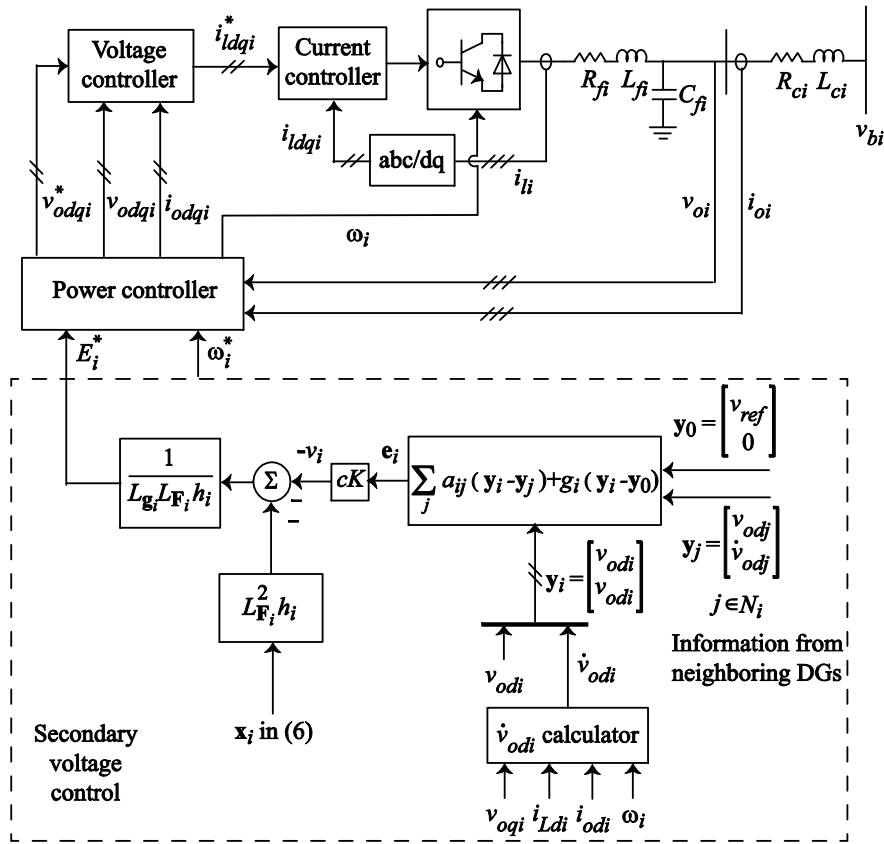 Voltage controller
i*ldqi
Current controller
Rfi Lfi
Cfi
Rci Lci
vbi
ildqi
abc/dq
ili
v*odqi
vodqi
iodqi
ωi
voi
ioi
Power controller
E*i
ω*i
y0 = [vref 0]
-vi
ei
1
LgiLFihi
Σ
cK
∑j aij(yi-yj)+gi(yi-y0)
−
−
yj = [vodj v̇odj]
j∈Ni
yi = [vodi vodi]
L²Fihi
Information from
neighboring DGs
vodi
v̇odi
xi in (6)
v̇odi calculator
Secondary
voltage
control
voqi iLdi iodi ωi